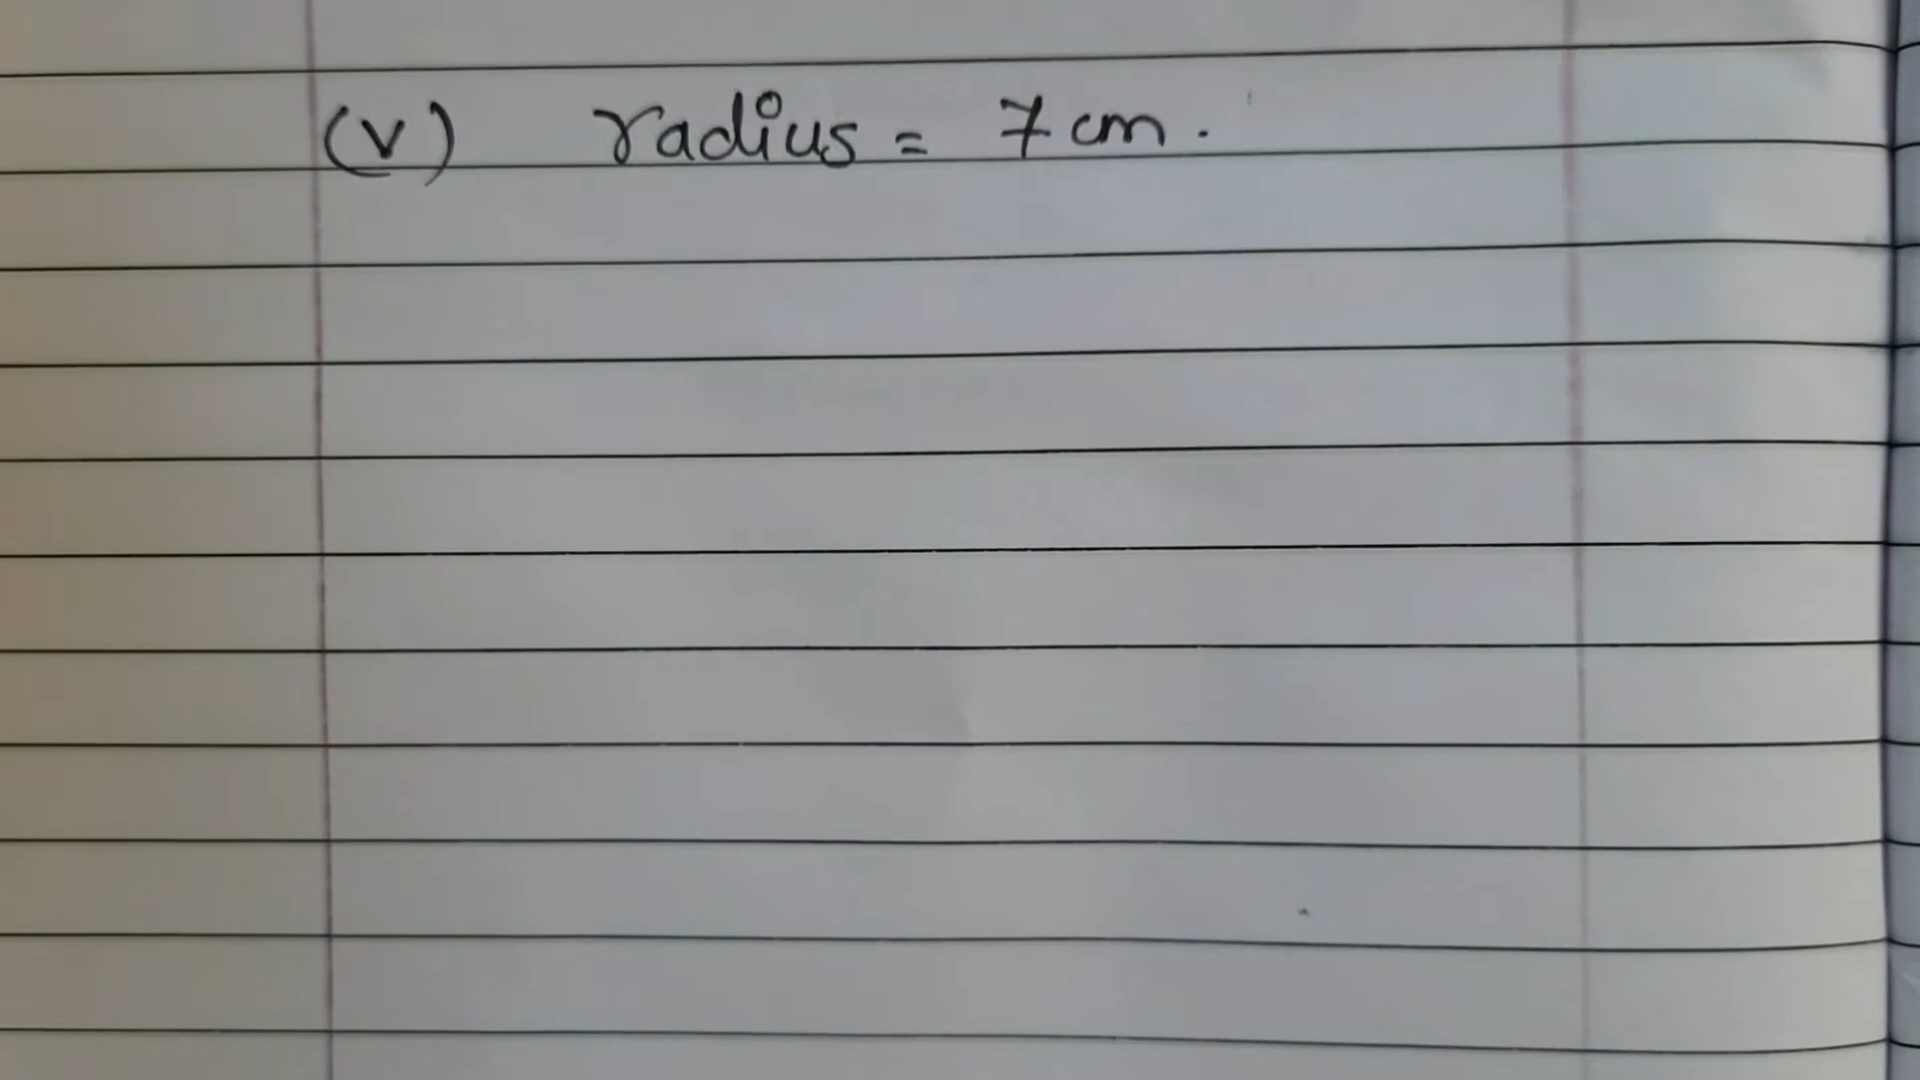 (v) radius = 7 cm.